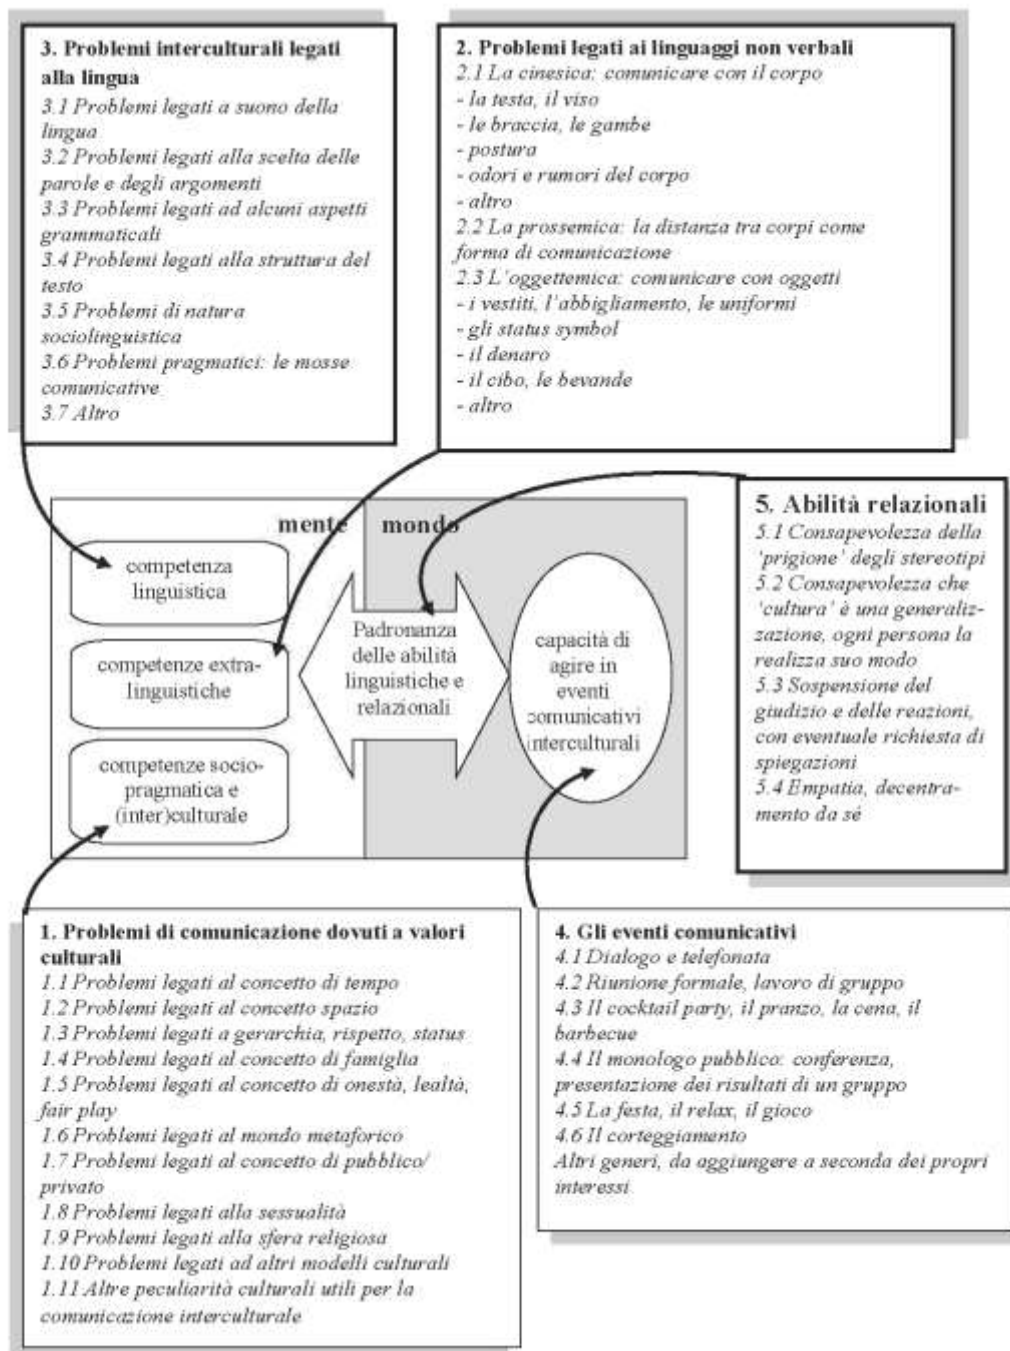 3. Problemi interculturali legati
alla lingua
3.1 Problemi legati a suono della
lingua
3.2 Problemi legati alla scelta delle
parole e degli argomenti
3.3 Problemi legati ad alcuni aspetti
grammaticali
3.4 Problemi legati alla struttura del
testo
3.5 Problemi di natura
sociolinguistica
3.6 Problemi pragmatici: le mosse
comunicative
3.7 Altro
2. Problemi legati ai linguaggi non verbali
2.1 La cinesica: comunicare con il corpo
- la testa, il viso
- le braccia, le gambe
- postura
- odori e rumori del corpo
- altro
2.2 La prossemica: la distanza tra corpi come
forma di comunicazione
2.3 L'oggettemica: comunicare con oggetti
- i vestiti, l'abbigliamento, le uniformi
- gli status symbol
- il denaro
- il cibo, le bevande
- altro
mente mondo
competenza
linguistica
competenze extra-
linguistiche
competenze socio-
pragmatica e
(inter)culturale
Padronanza
delle abilità
linguistiche e
relazionali
capacità di
agire in
eventi
comunicativi
interculturali
5. Abilità relazionali
5.1 Consapevolezza della
'prigione' degli stereotipi
5.2 Consapevolezza che
'cultura' è una generaliz-
zazione, ogni persona la
realizza suo modo
5.3 Sospensione del
giudizio e delle reazioni,
con eventuale richiesta di
spiegazioni
5.4 Empatia, decentra-
mento da sé
1. Problemi di comunicazione dovuti a valori
culturali
1.1 Problemi legati al concetto di tempo
1.2 Problemi legati al concetto spazio
1.3 Problemi legati a gerarchia, rispetto, status
1.4 Problemi legati al concetto di famiglia
1.5 Problemi legati al concetto di onestà, lealtà,
fair play
1.6 Problemi legati al mondo metaforico
1.7 Problemi legati al concetto di pubblico/
privato
1.8 Problemi legati alla sessualità
1.9 Problemi legati alla sfera religiosa
1.10 Problemi legati ad altri modelli culturali
1.11 Altre peculiarità culturali utili per la
comunicazione interculturale
4. Gli eventi comunicativi
4.1 Dialogo e telefonata
4.2 Riunione formale, lavoro di gruppo
4.3 Il cocktail party, il pranzo, la cena, il
barbecue
4.4 Il monologo pubblico: conferenza,
presentazione dei risultati di un gruppo
4.5 La festa, il relax, il gioco
4.6 Il corteggiamento
Altri generi, da aggiungere a seconda dei propri
interessi